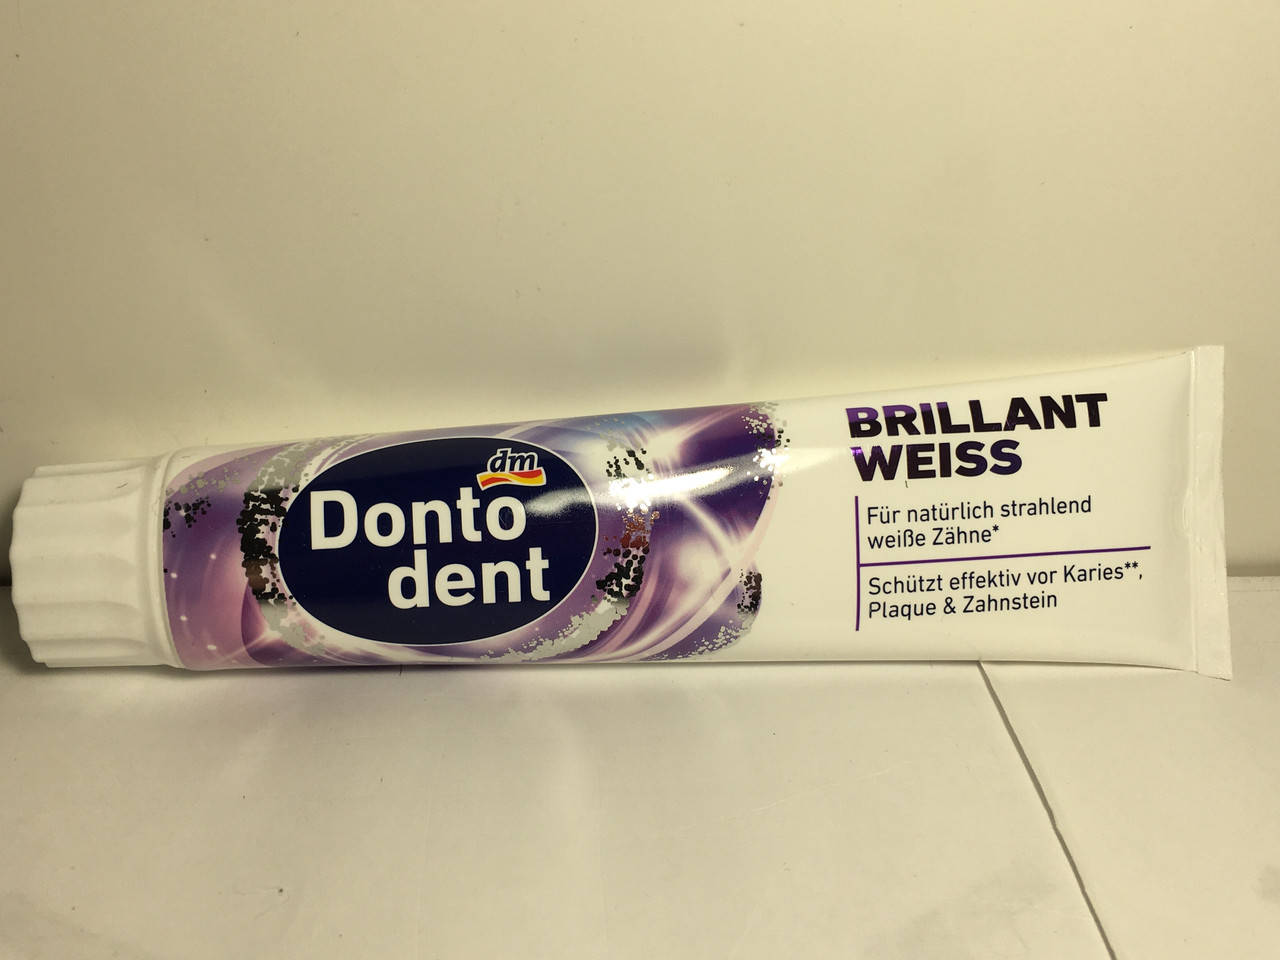 dm
Donto
dent
BRILLANT
WEISS
Für natürlich strahlend
weiße Zähne*
Schützt effektiv vor Karies**,
Plaque & Zahnstein